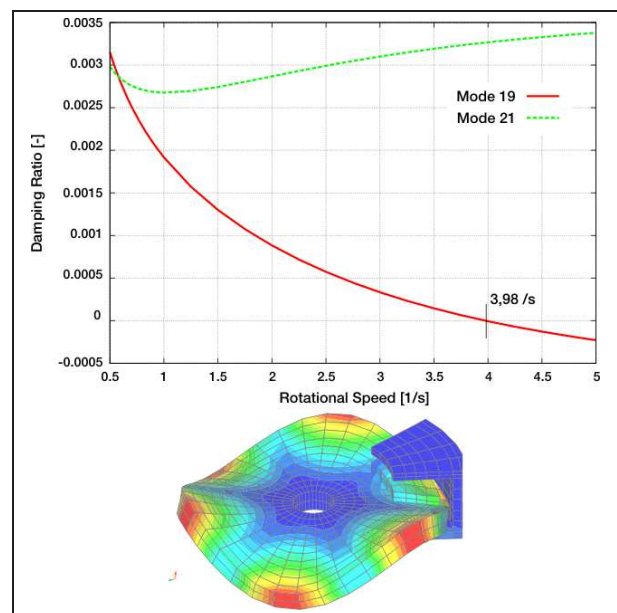 0.0035
0.003
0.0025
0.002
0.0015
0.001
0.0005
0
-0.0005
Damping Ratio [-]
Mode 19
Mode 21
3,98 /s
0.5 1 1.5 2 2.5 3 3.5 4 4.5 5
Rotational Speed [1/s]